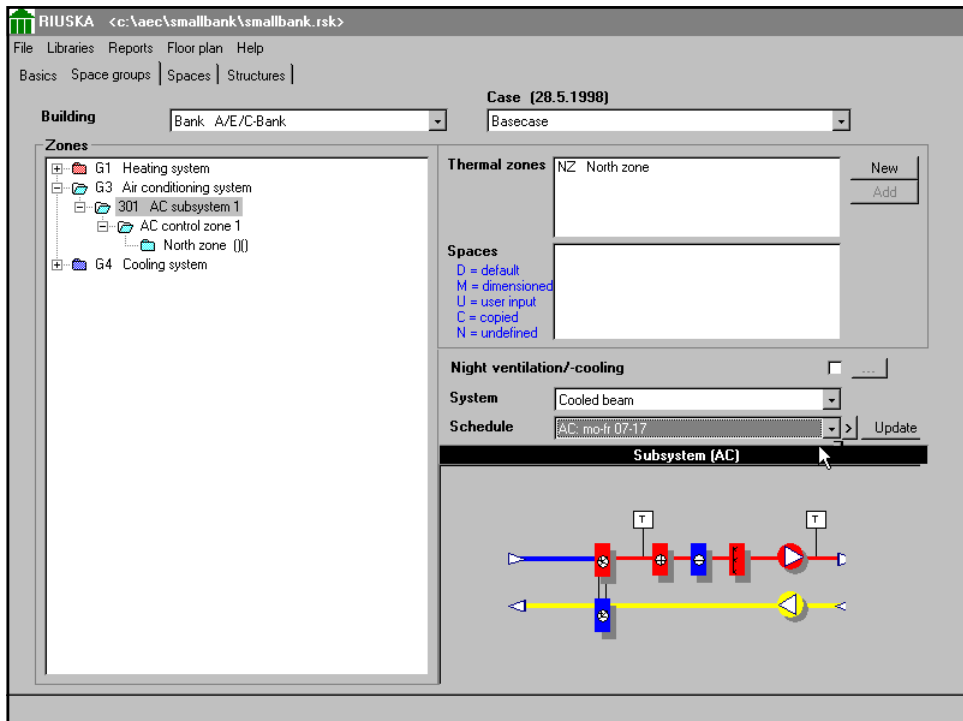 RIUSKA <c:\aec\smallbank\smallbank.rsk>
File Libraries Reports Floor plan Help
Basics Space groups Spaces Structures
Case (28.5.1998)
Building Bank A/E/C-Bank Basecase
Zones
G1 Heating system
G3 Air conditioning system
301 AC subsystem 1
AC control zone 1
North zone ()()
G4 Cooling system
Thermal zones NZ North zone New
Add
Spaces
D = default
M = dimensioned
U = user input
C = copied
N = undefined
Night ventilation/-cooling ...
System Cooled beam
Schedule AC: mo-fr 07-17 > Update
Subsystem (AC)
T T